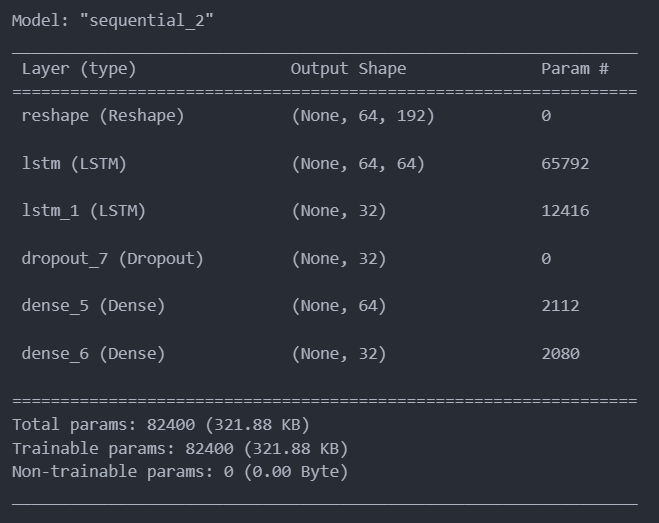 Model: "sequential_2"
_________________________________________________________________
Layer (type) Output Shape Param #
=================================================================
reshape (Reshape) (None, 64, 192) 0
lstm (LSTM) (None, 64, 64) 65792
lstm_1 (LSTM) (None, 32) 12416
dropout_7 (Dropout) (None, 32) 0
dense_5 (Dense) (None, 64) 2112
dense_6 (Dense) (None, 32) 2080
=================================================================
Total params: 82400 (321.88 KB)
Trainable params: 82400 (321.88 KB)
Non-trainable params: 0 (0.00 Byte)
_________________________________________________________________